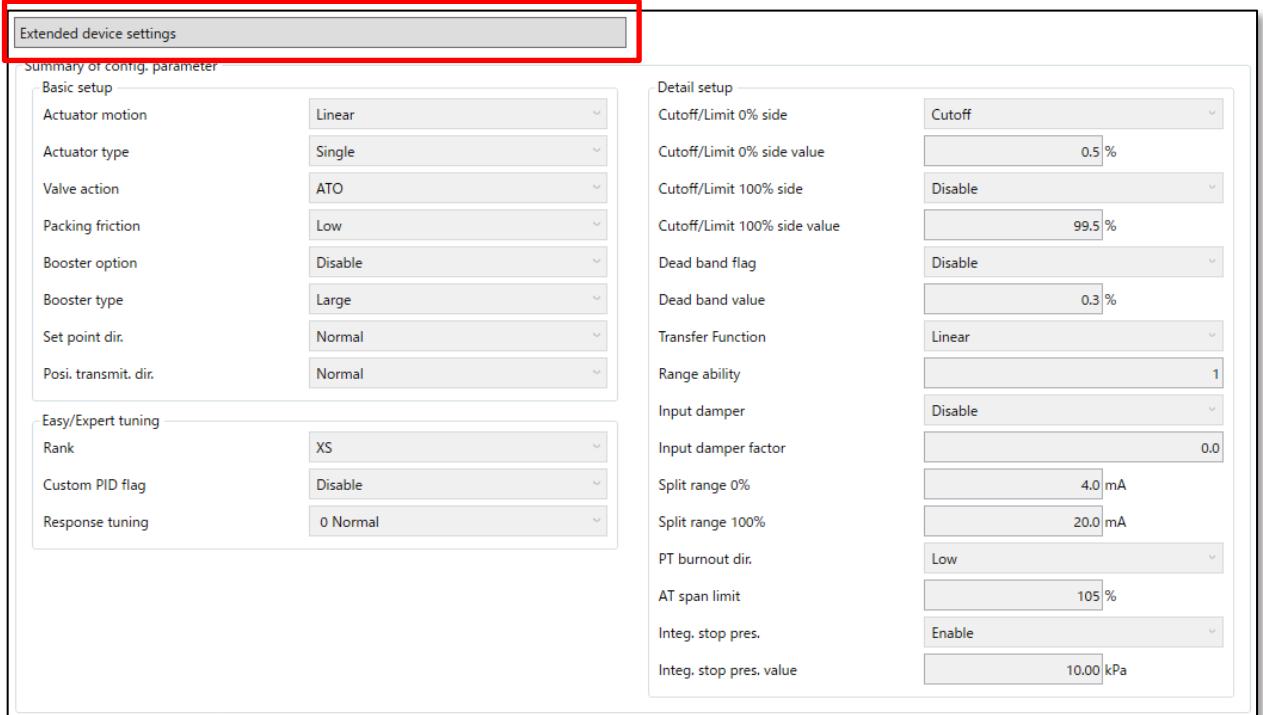 Extended device settings
Summary of config. parameter
Basic setup
Actuator motion Linear
Actuator type Single
Valve action ATO
Packing friction Low
Booster option Disable
Booster type Large
Set point dir. Normal
Posi. transmit. dir. Normal
Easy/Expert tuning
Rank XS
Custom PID flag Disable
Response tuning 0 Normal
Detail setup
Cutoff/Limit 0% side Cutoff
Cutoff/Limit 0% side value 0.5 %
Cutoff/Limit 100% side Disable
Cutoff/Limit 100% side value 99.5 %
Dead band flag Disable
Dead band value 0.3 %
Transfer Function Linear
Range ability 1
Input damper Disable
Input damper factor 0.0
Split range 0% 4.0 mA
Split range 100% 20.0 mA
PT burnout dir. Low
AT span limit 105 %
Integ. stop pres. Enable
Integ. stop pres. value 10.00 kPa